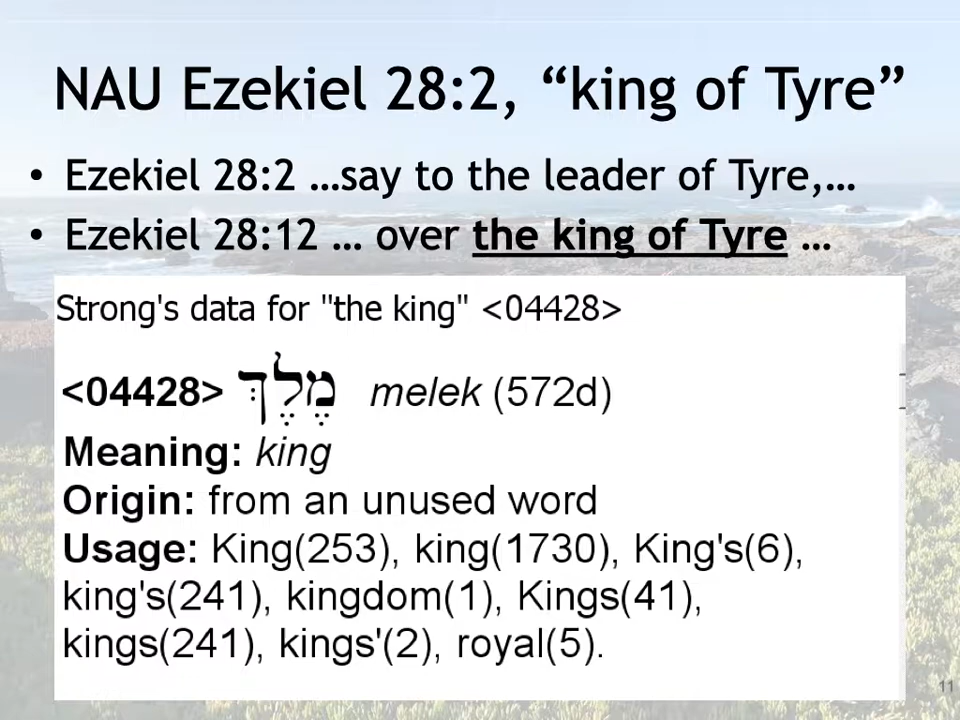 NAU Ezekiel 28:2, “king of Tyre”
• Ezekiel 28:2 …say to the leader of Tyre,…
• Ezekiel 28:12 … over the king of Tyre …
Strong's data for "the king" <04428>
<04428> מֶלֶךְ melek (572d)
Meaning: king
Origin: from an unused word
Usage: King(253), king(1730), King's(6),
king's(241), kingdom(1), Kings(41),
kings(241), kings'(2), royal(5).
11